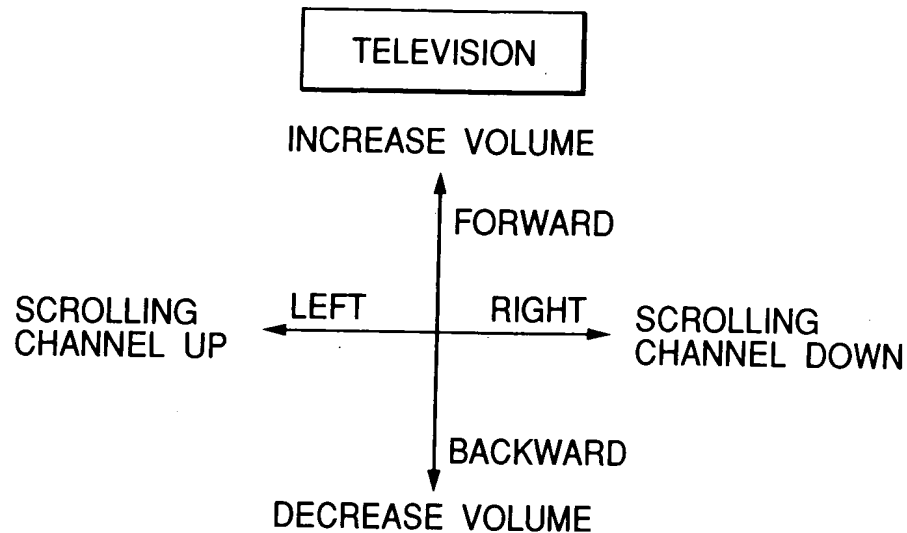 TELEVISION
INCREASE VOLUME
FORWARD
LEFT
RIGHT
SCROLLING
CHANNEL UP
SCROLLING
CHANNEL DOWN
BACKWARD
DECREASE VOLUME